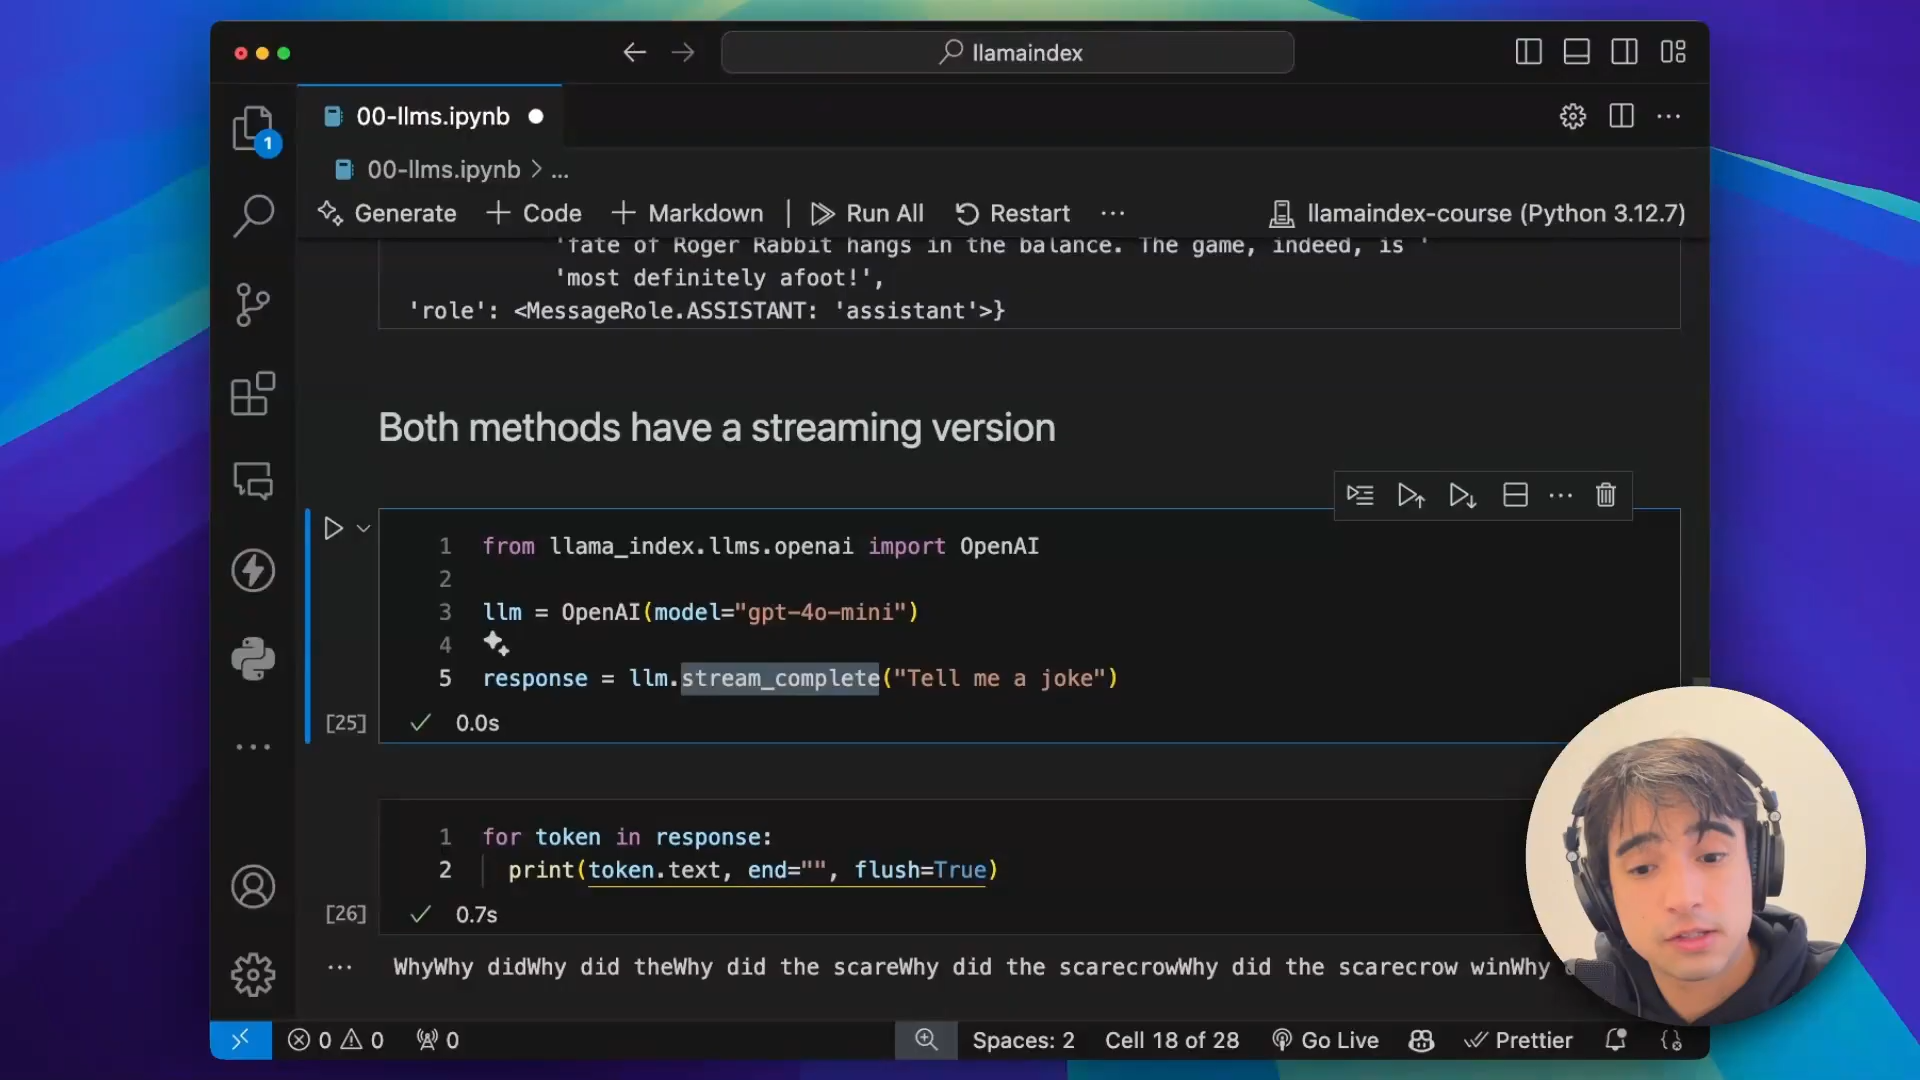 llamaindex
00-llms.ipynb
1
00-llms.ipynb > ...
Generate + Code + Markdown | Run All Restart ... llamaindex-course (Python 3.12.7)
'fate of Roger Rabbit hangs in the balance. The game, indeed, is '
'most definitely afoot!',
'role': <MessageRole.ASSISTANT: 'assistant'>}
Both methods have a streaming version
1 from llama_index.llms.openai import OpenAI
2
3 llm = OpenAI(model="gpt-4o-mini")
4
5 response = llm.stream_complete("Tell me a joke")
[25] 0.0s
1 for token in response:
2 print(token.text, end="", flush=True)
[26] 0.7s
... WhyWhy didWhy did theWhy did the scareWhy did the scarecrowWhy did the scarecrow winWhy
0 0 0 Spaces: 2 Cell 18 of 28 Go Live Prettier